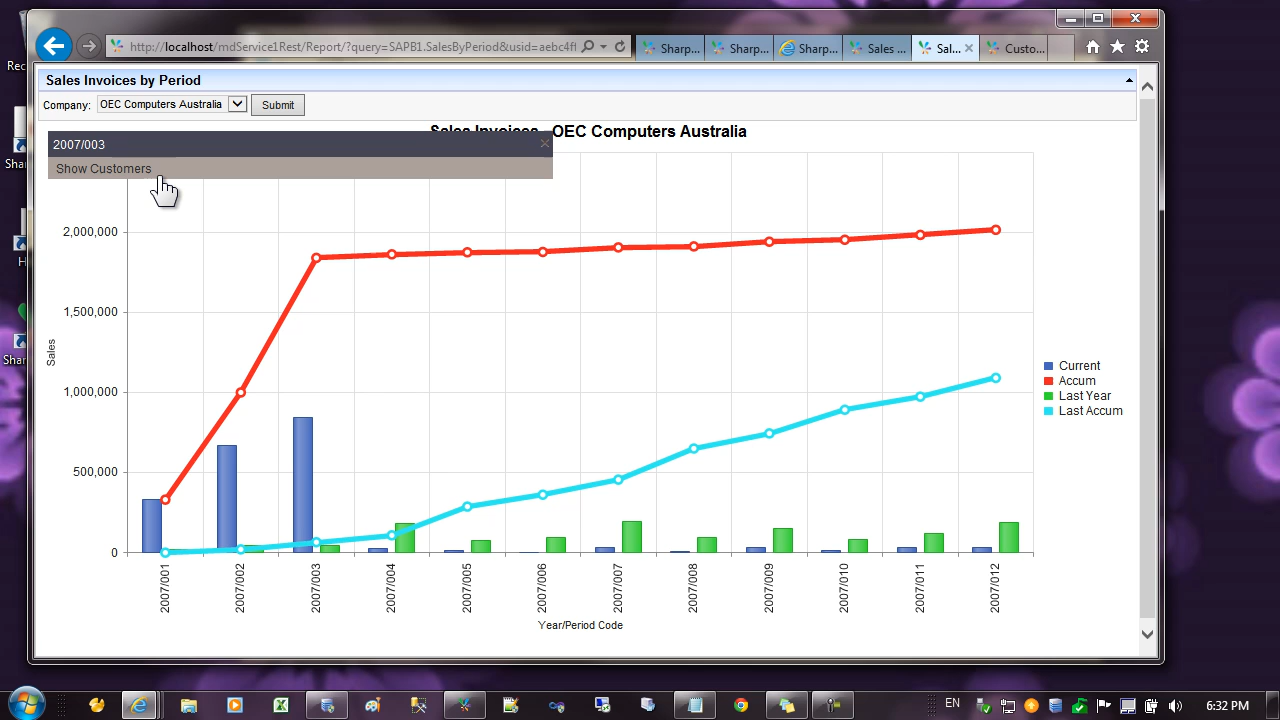 Rec
Shar
H
Shar
http://localhost/mdService1Rest/Report/?query=SAPB1.SalesByPeriod&usid=
Sharp...
Shar...
Sharp...
Sales ...
Sal...
Custo...
Sales Invoices by Period
Company:
OEC Computers Australia
Submit
Sales Invoices - OEC Computers Australia
2007/003
Show Customers
2,000,000
1,500,000
1,000,000
500,000
0
Sales
Current
Accum
Last Year
Last Accum
2007/001
2007/002
2007/003
2007/004
2007/005
2007/006
2007/007
2007/008
2007/009
2007/010
2007/011
2007/012
Year/Period Code
EN
6:32 PM